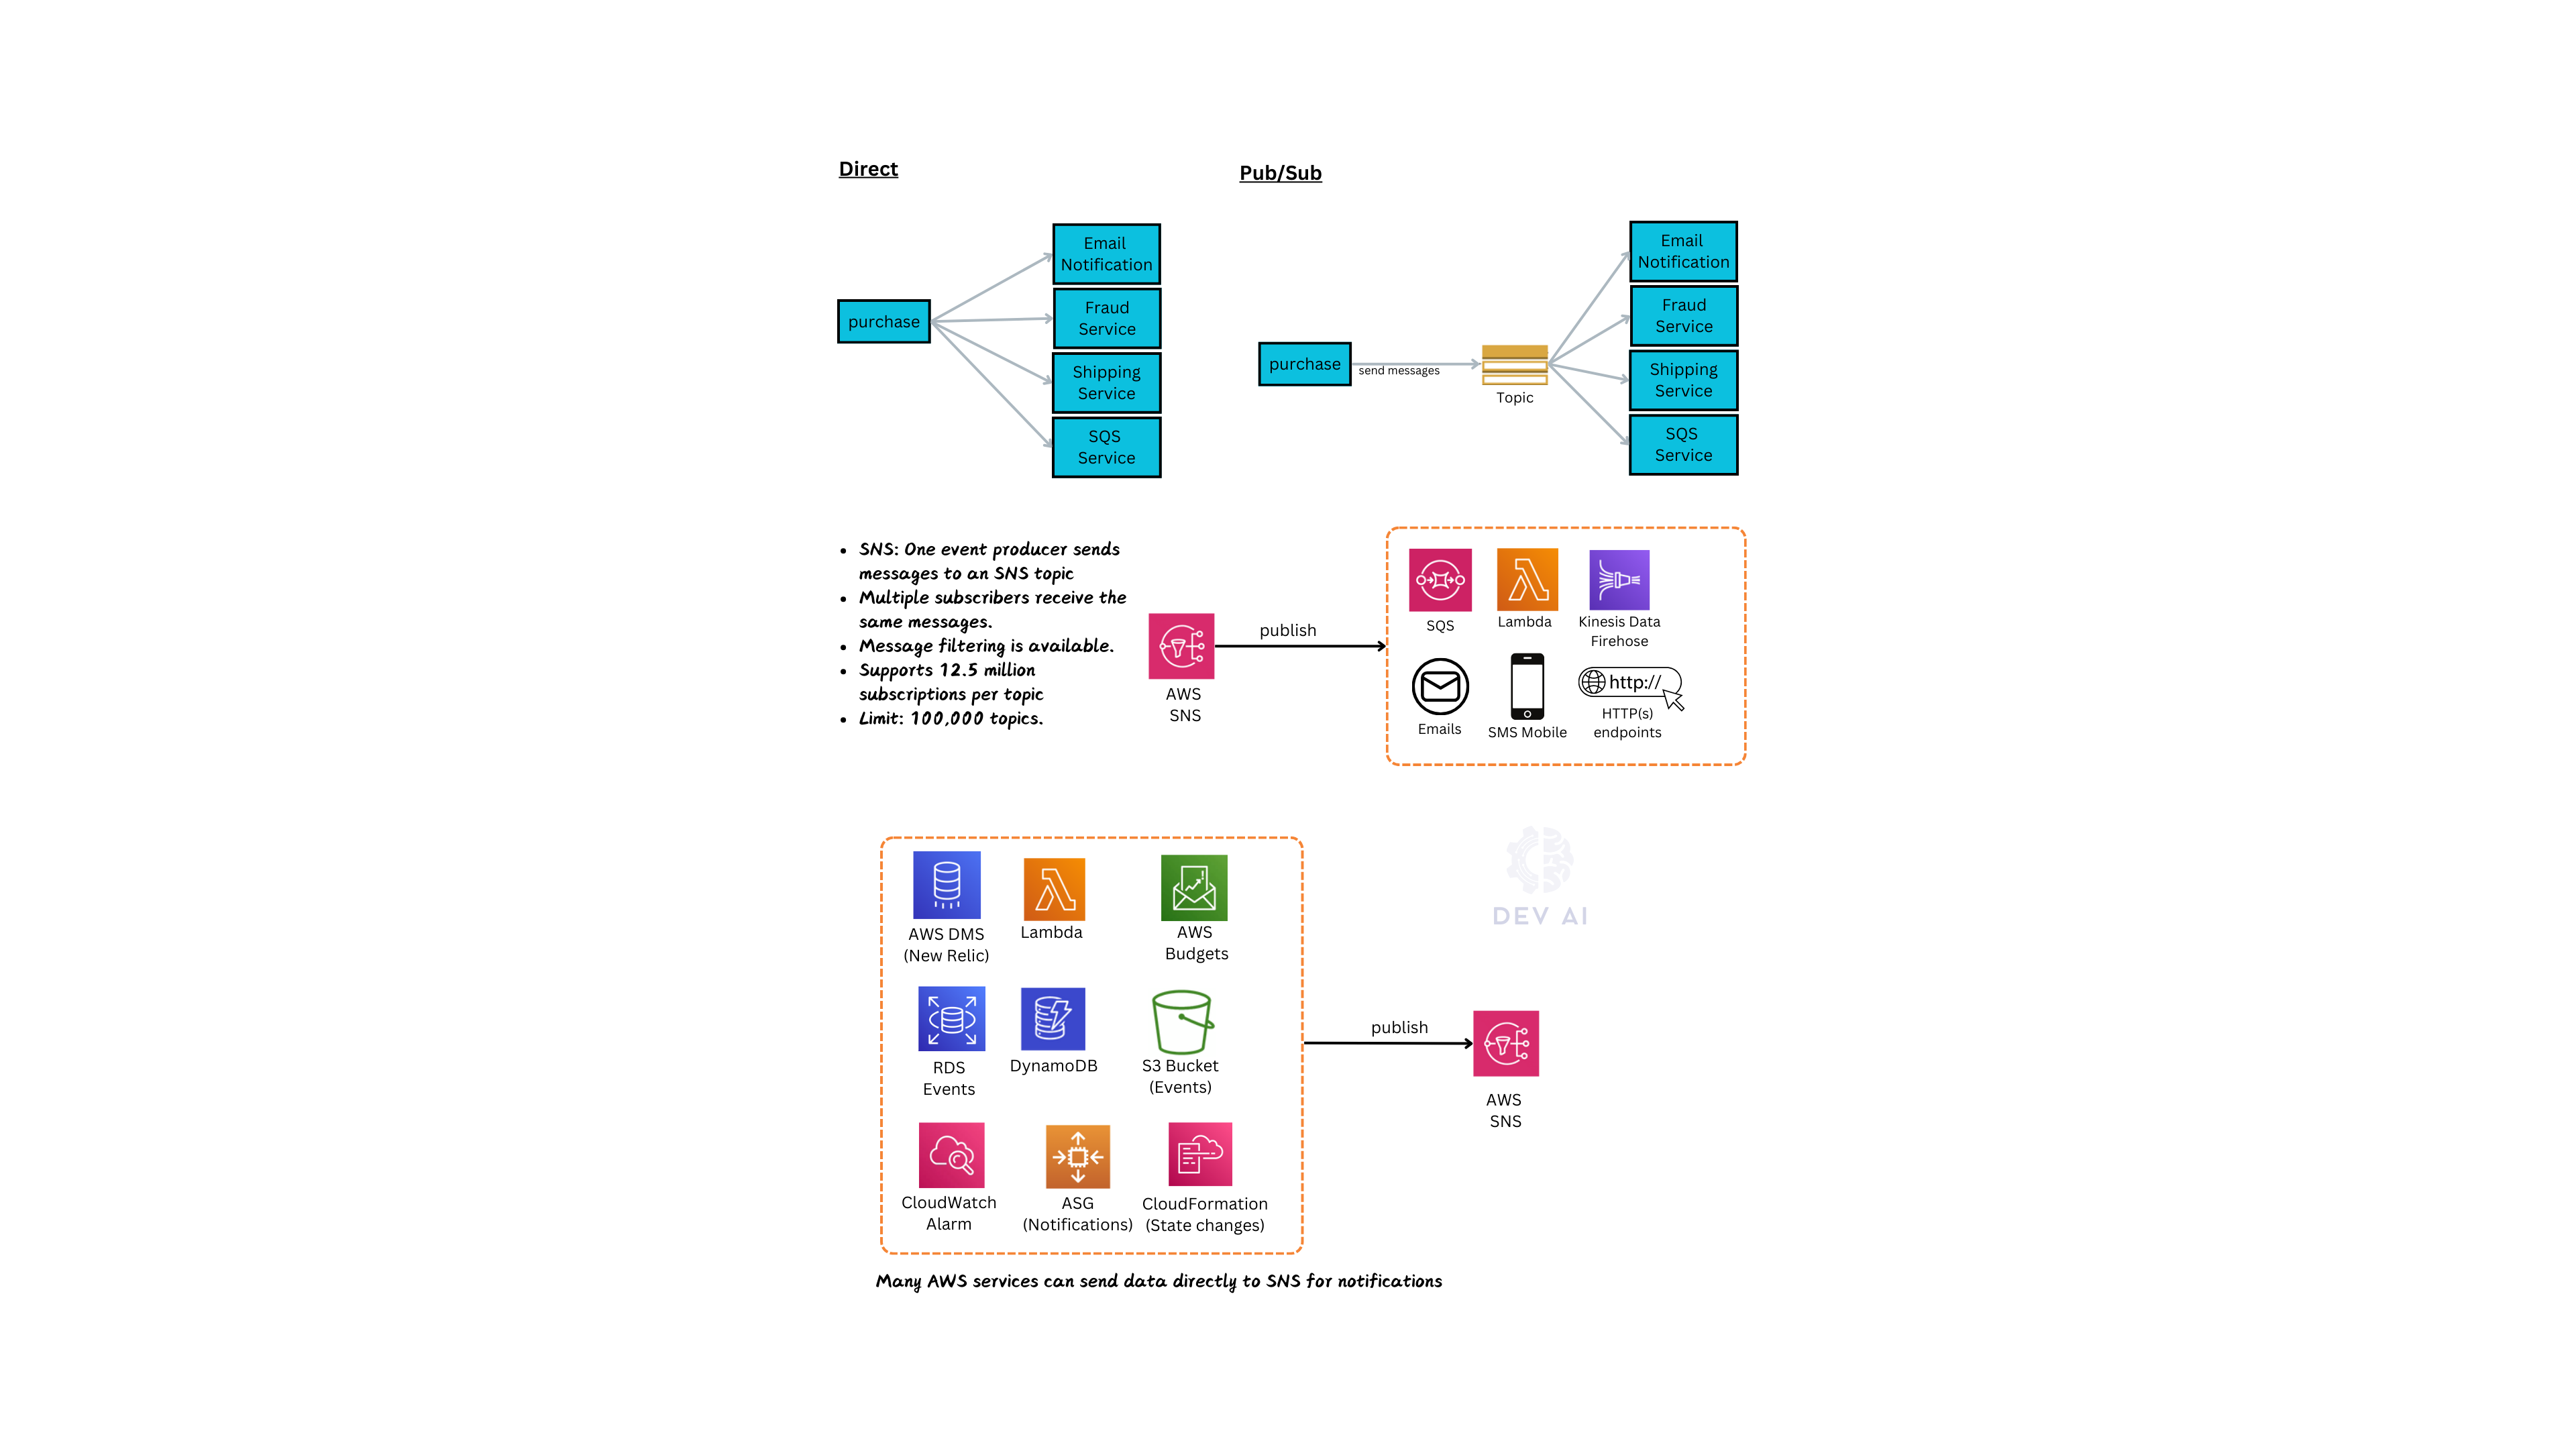 Direct
Pub/Sub
Email
Notification
Fraud
Service
Shipping
Service
SQS
Service
purchase
Email
Notification
Fraud
Service
Shipping
Service
SQS
Service
purchase
send messages
Topic
• SNS: One event producer sends
messages to an SNS topic
• Multiple subscribers receive the
same messages.
• Message filtering is available.
• Supports 12.5 million
subscriptions per topic
• Limit: 100,000 topics.
AWS
SNS
publish
SQS
Lambda
Kinesis Data
Firehose
Emails
SMS Mobile
http://
HTTP(s)
endpoints
AWS DMS
(New Relic)
Lambda
AWS
Budgets
RDS
Events
DynamoDB
S3 Bucket
(Events)
CloudWatch
Alarm
ASG
(Notifications)
CloudFormation
(State changes)
publish
AWS
SNS
DEV AI
Many AWS services can send data directly to SNS for notifications